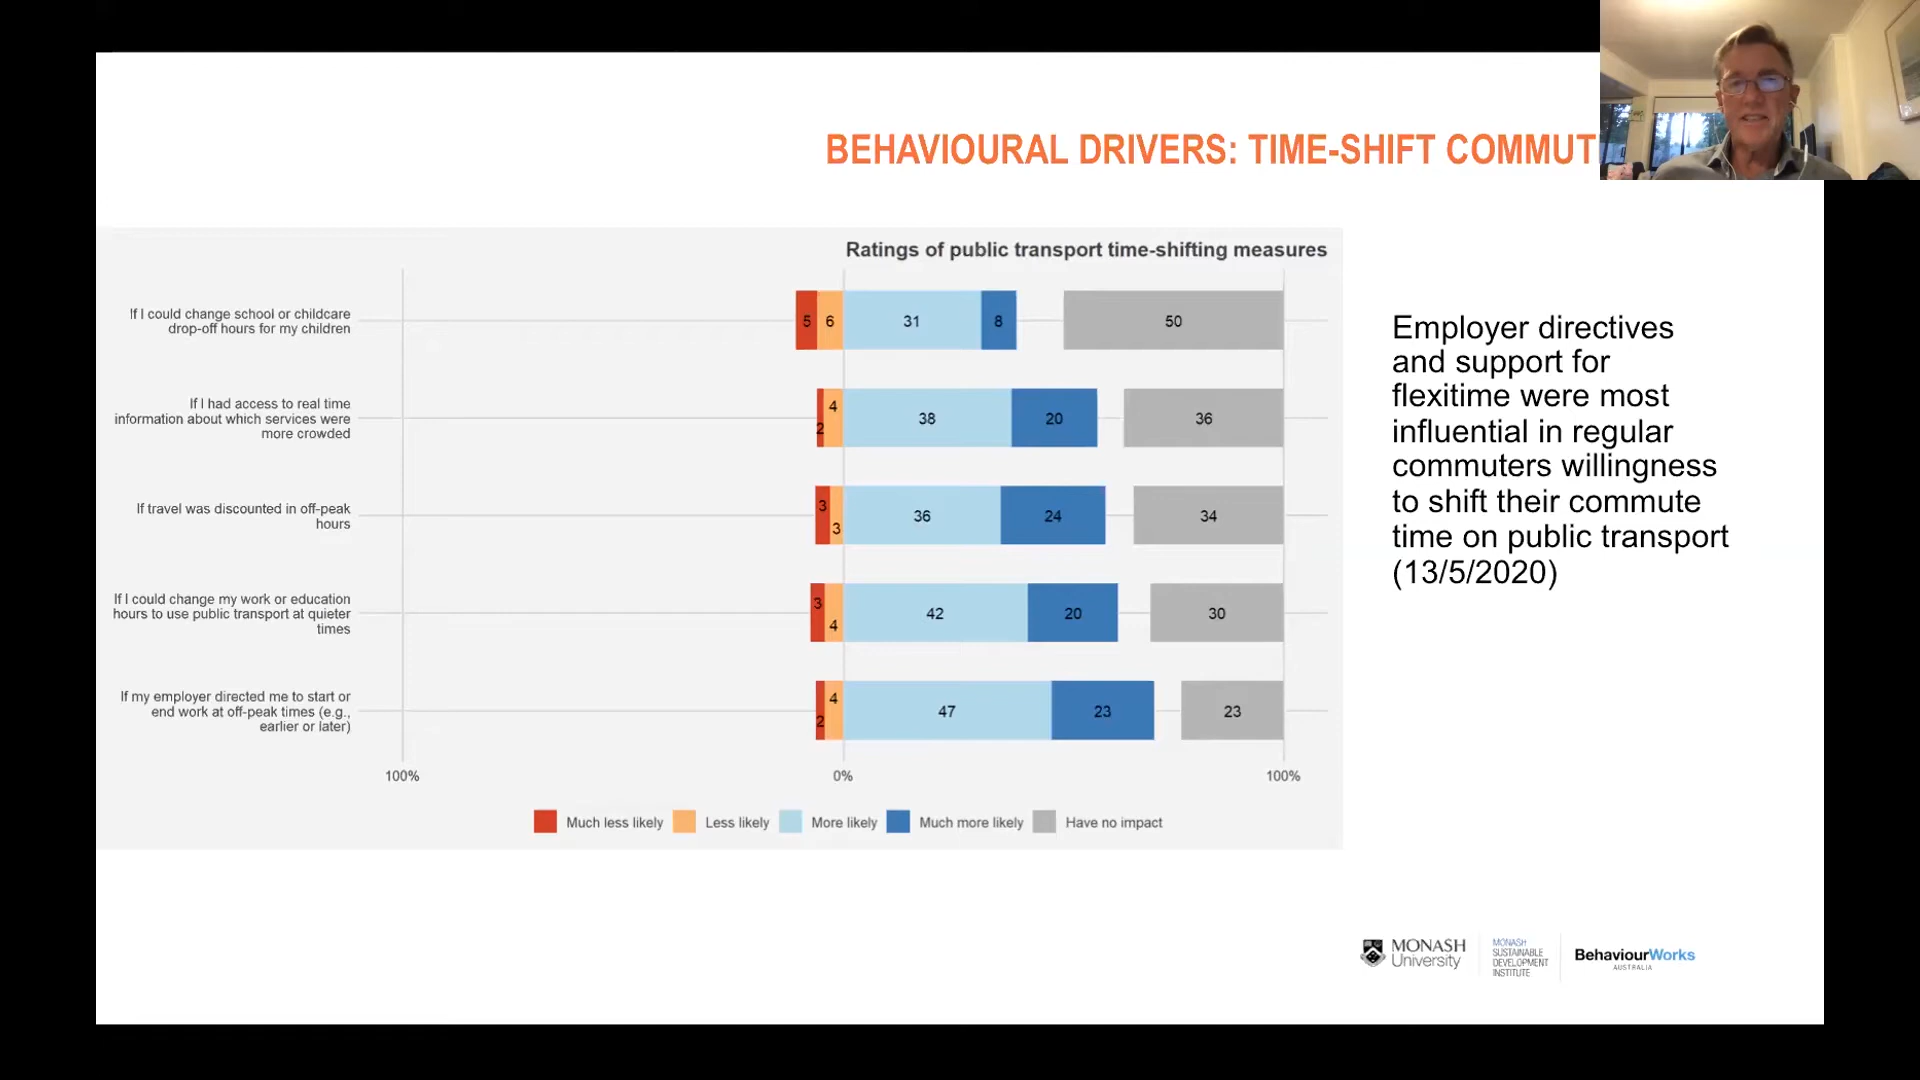 BEHAVIOURAL DRIVERS: TIME-SHIFT COMMUT
Ratings of public transport time-shifting measures
If I could change school or childcare
drop-off hours for my children
5 6 31 8 50
If I had access to real time
information about which services were
more crowded
2 4 38 20 36
If travel was discounted in off-peak
hours
3 3 36 24 34
If I could change my work or education
hours to use public transport at quieter
times
3 4 42 20 30
If my employer directed me to start or
end work at off-peak times (e.g.,
earlier or later)
2 4 47 23 23
100% 0% 100%
Much less likely Less likely More likely Much more likely Have no impact
Employer directives
and support for
flexitime were most
influential in regular
commuters willingness
to shift their commute
time on public transport
(13/5/2020)
MONASH
University
MONASH
SUSTAINABLE
DEVELOPMENT
INSTITUTE
BehaviourWorks
AUSTRALIA